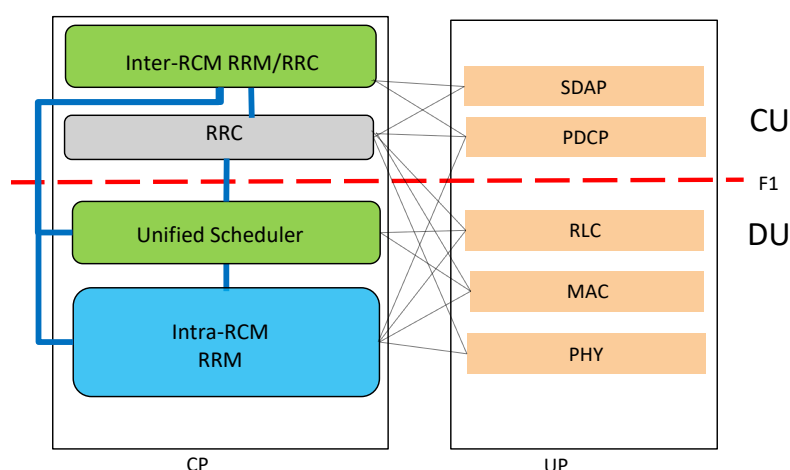 Inter-RCM RRM/RRC
RRC
Unified Scheduler
Intra-RCM
RRM
CP
SDAP
PDCP
RLC
MAC
PHY
UP
CU
F1
DU